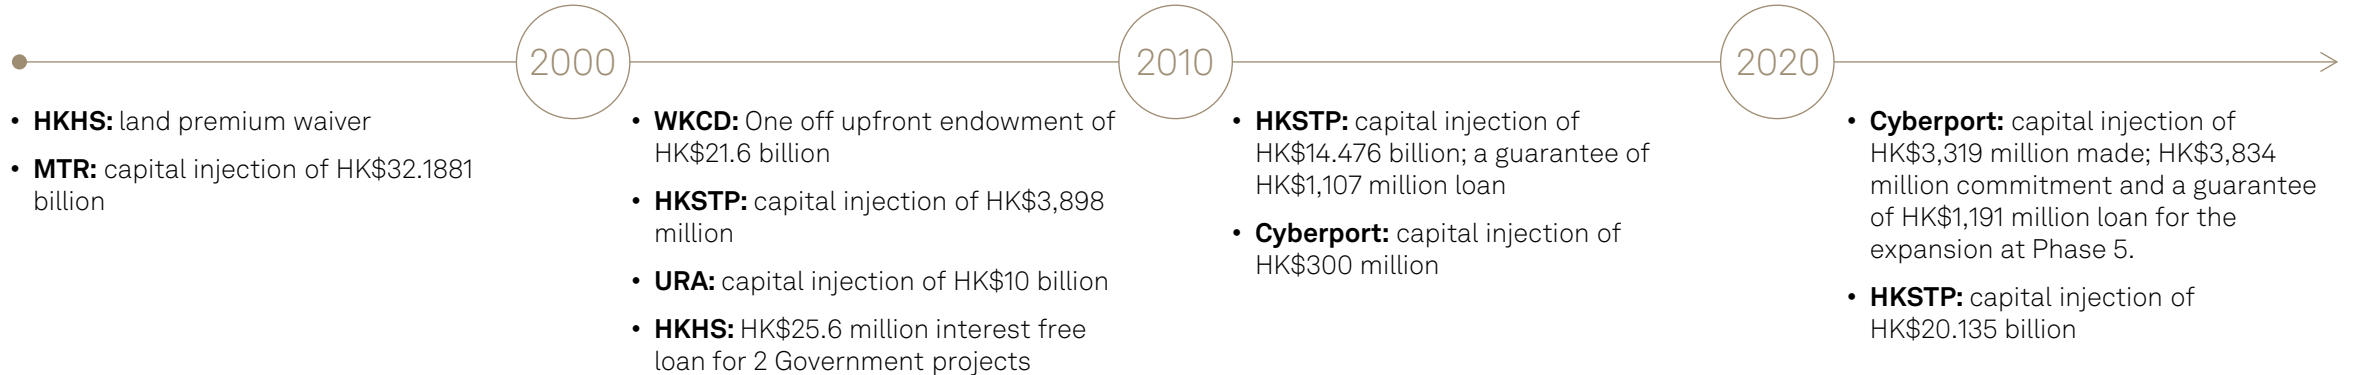 2000
2010
2020
• HKHS: land premium waiver
• MTR: capital injection of HK$32.1881
billion
• WKCD: One off upfront endowment of
HK$21.6 billion
• HKSTP: capital injection of HK$3,898
million
• URA: capital injection of HK$10 billion
• HKHS: HK$25.6 million interest free
loan for 2 Government projects
• HKSTP: capital injection of
HK$14.476 billion; a guarantee of
HK$1,107 million loan
• Cyberport: capital injection of
HK$300 million
• Cyberport: capital injection of
HK$3,319 million made; HK$3,834
million commitment and a guarantee
of HK$1,191 million loan for the
expansion at Phase 5.
• HKSTP: capital injection of
HK$20.135 billion